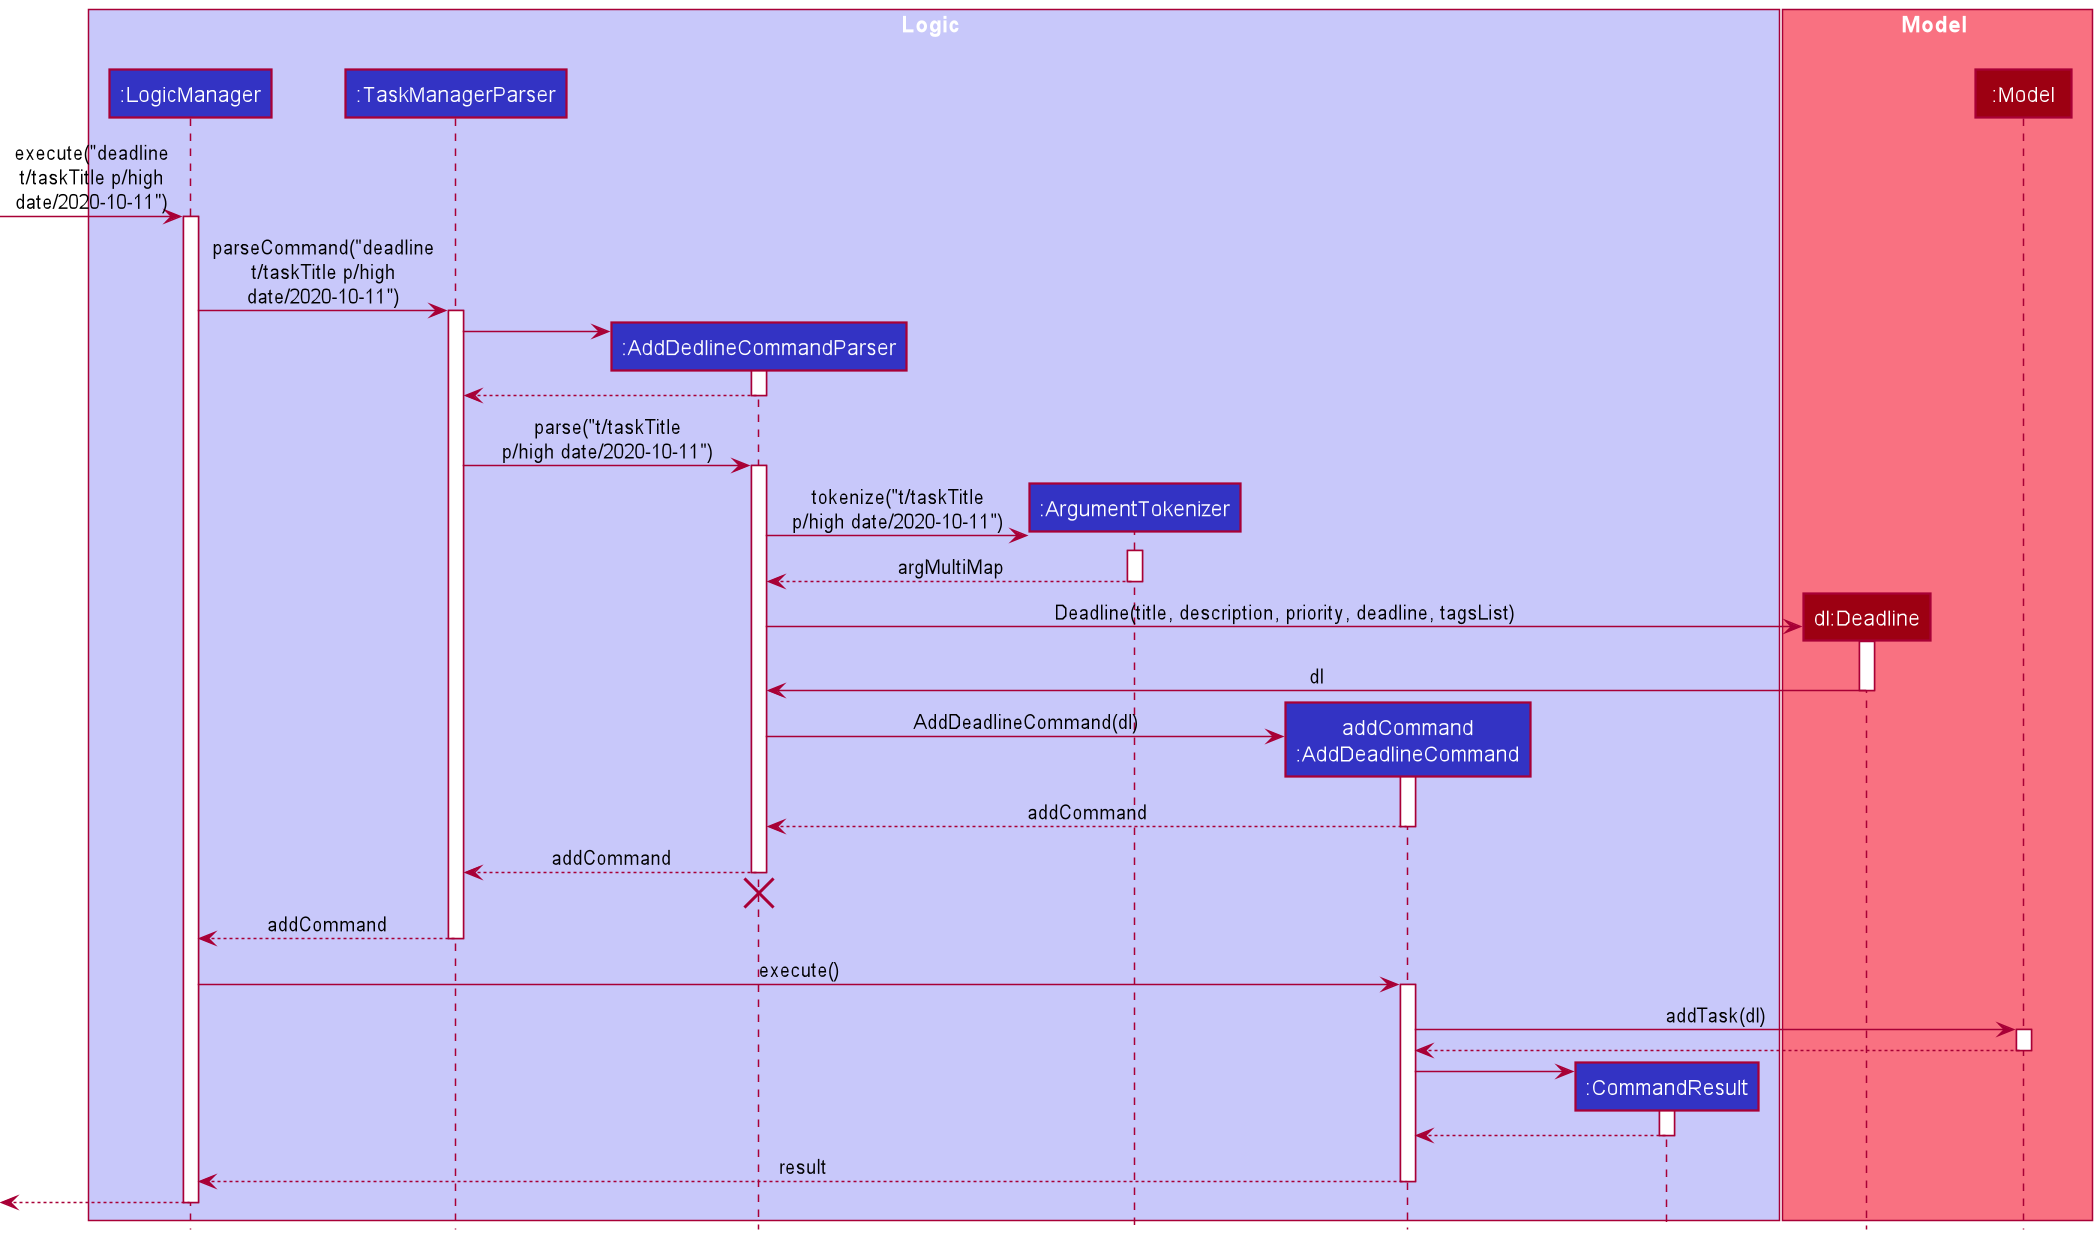 Logic
Model
:LogicManager
:TaskManagerParser
:Model
execute("deadline
t/taskTitle p/high
date/2020-10-11")
parseCommand("deadline
t/taskTitle p/high
date/2020-10-11")
:AddDedlineCommandParser
parse("t/taskTitle
p/high date/2020-10-11")
tokenize("t/taskTitle
p/high date/2020-10-11")
:ArgumentTokenizer
argMultiMap
Deadline(title, description, priority, deadline, tagsList)
dl:Deadline
dl
AddDeadlineCommand(dl)
addCommand
:AddDeadlineCommand
addCommand
addCommand
addCommand
execute()
addTask(dl)
:CommandResult
result